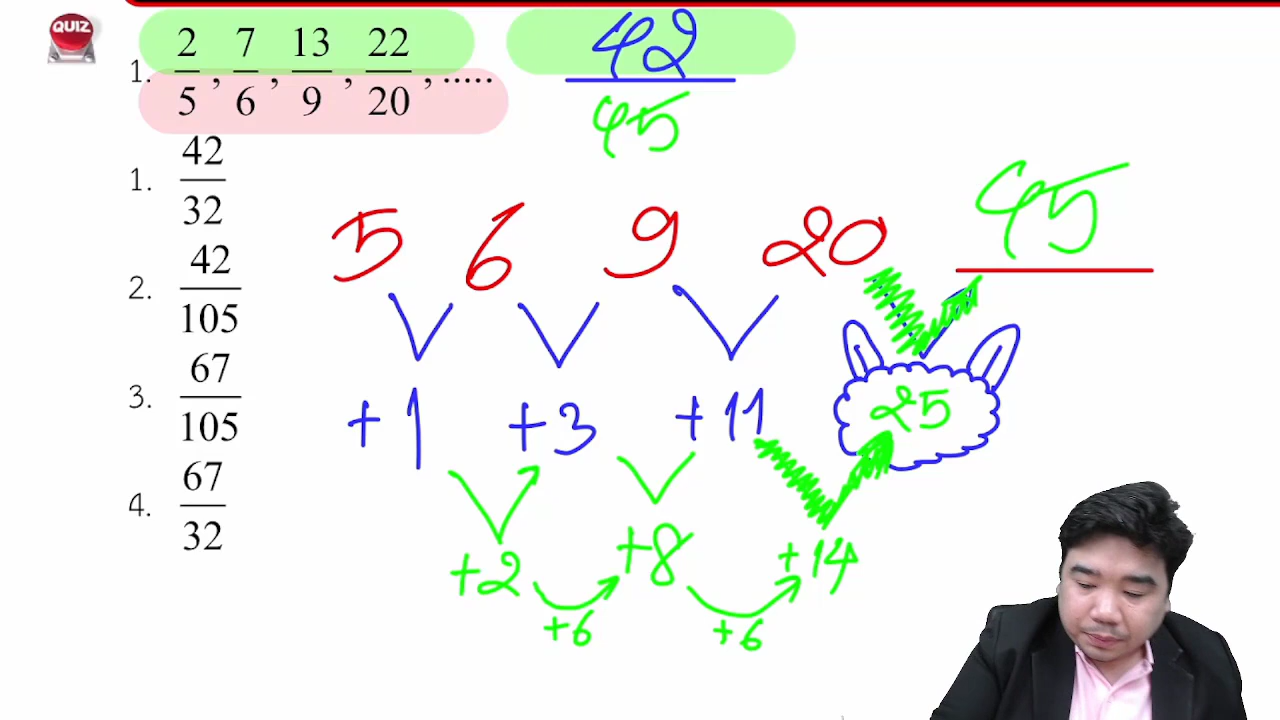 QUIZ
1. 2/5, 7/6, 13/9, 22/20, .....
42/45
1. 42/32
2. 42/105
3. 67/105
4. 67/32
5 6 9 20 45
+1 +3 +11 25
+2 +8 +14
+6 +6